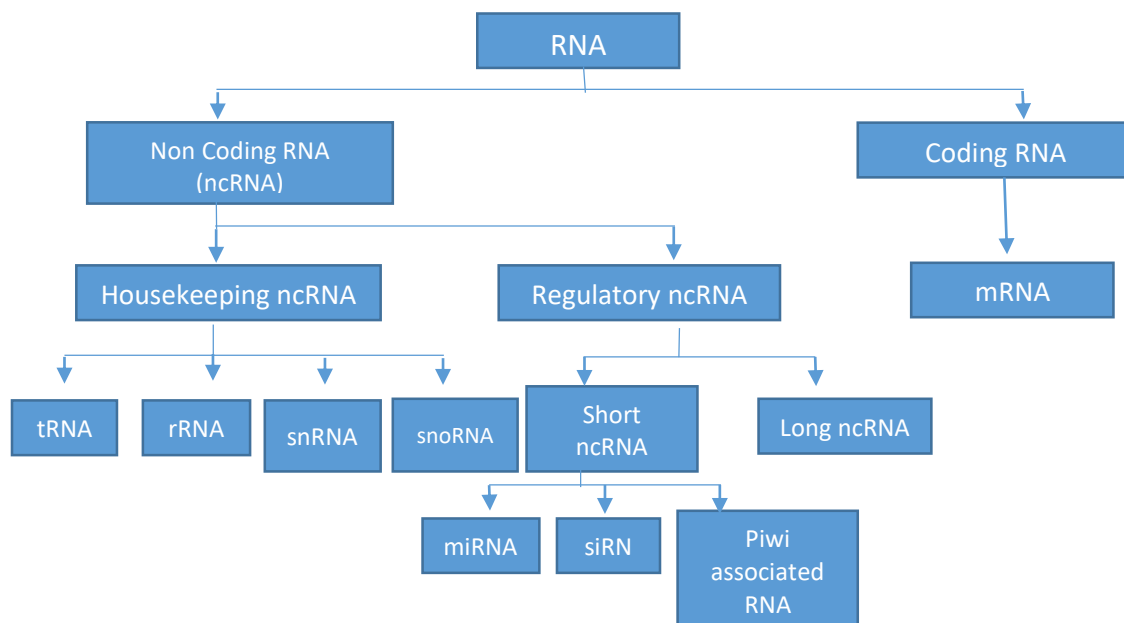 RNA
Non Coding RNA
(ncRNA)
Coding RNA
Housekeeping ncRNA
Regulatory ncRNA
mRNA
tRNA
rRNA
snRNA
snoRNA
Short
ncRNA
Long ncRNA
miRNA
siRN
Piwi
associated
RNA